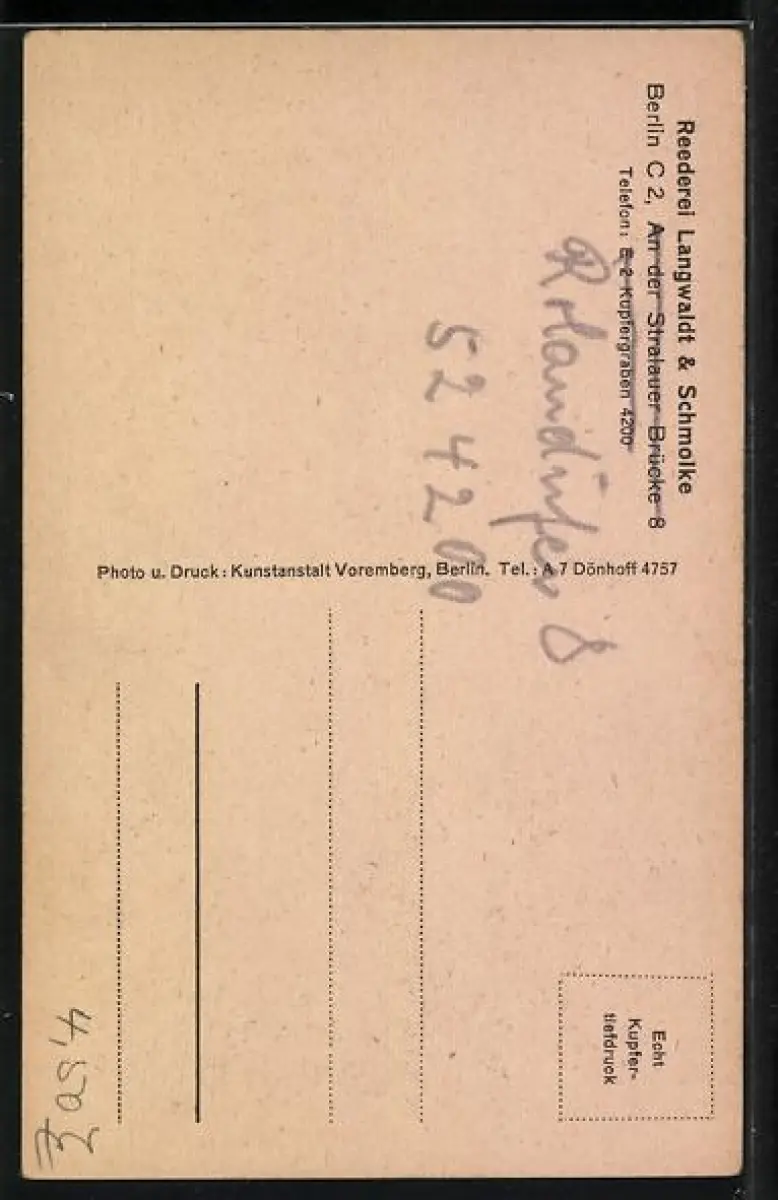 Reederei Langwaldt & Schmolke
Berlin C 2, An der Stralauer Brücke 8
Telefon: E 2 Kupfergraben 4200
Rolandufer 8
52 42 00
Photo u. Druck: Kunstanstalt Voremberg, Berlin. Tel.: A 7 Dönhoff 4757
Echt
Kupfer-
tiefdruck